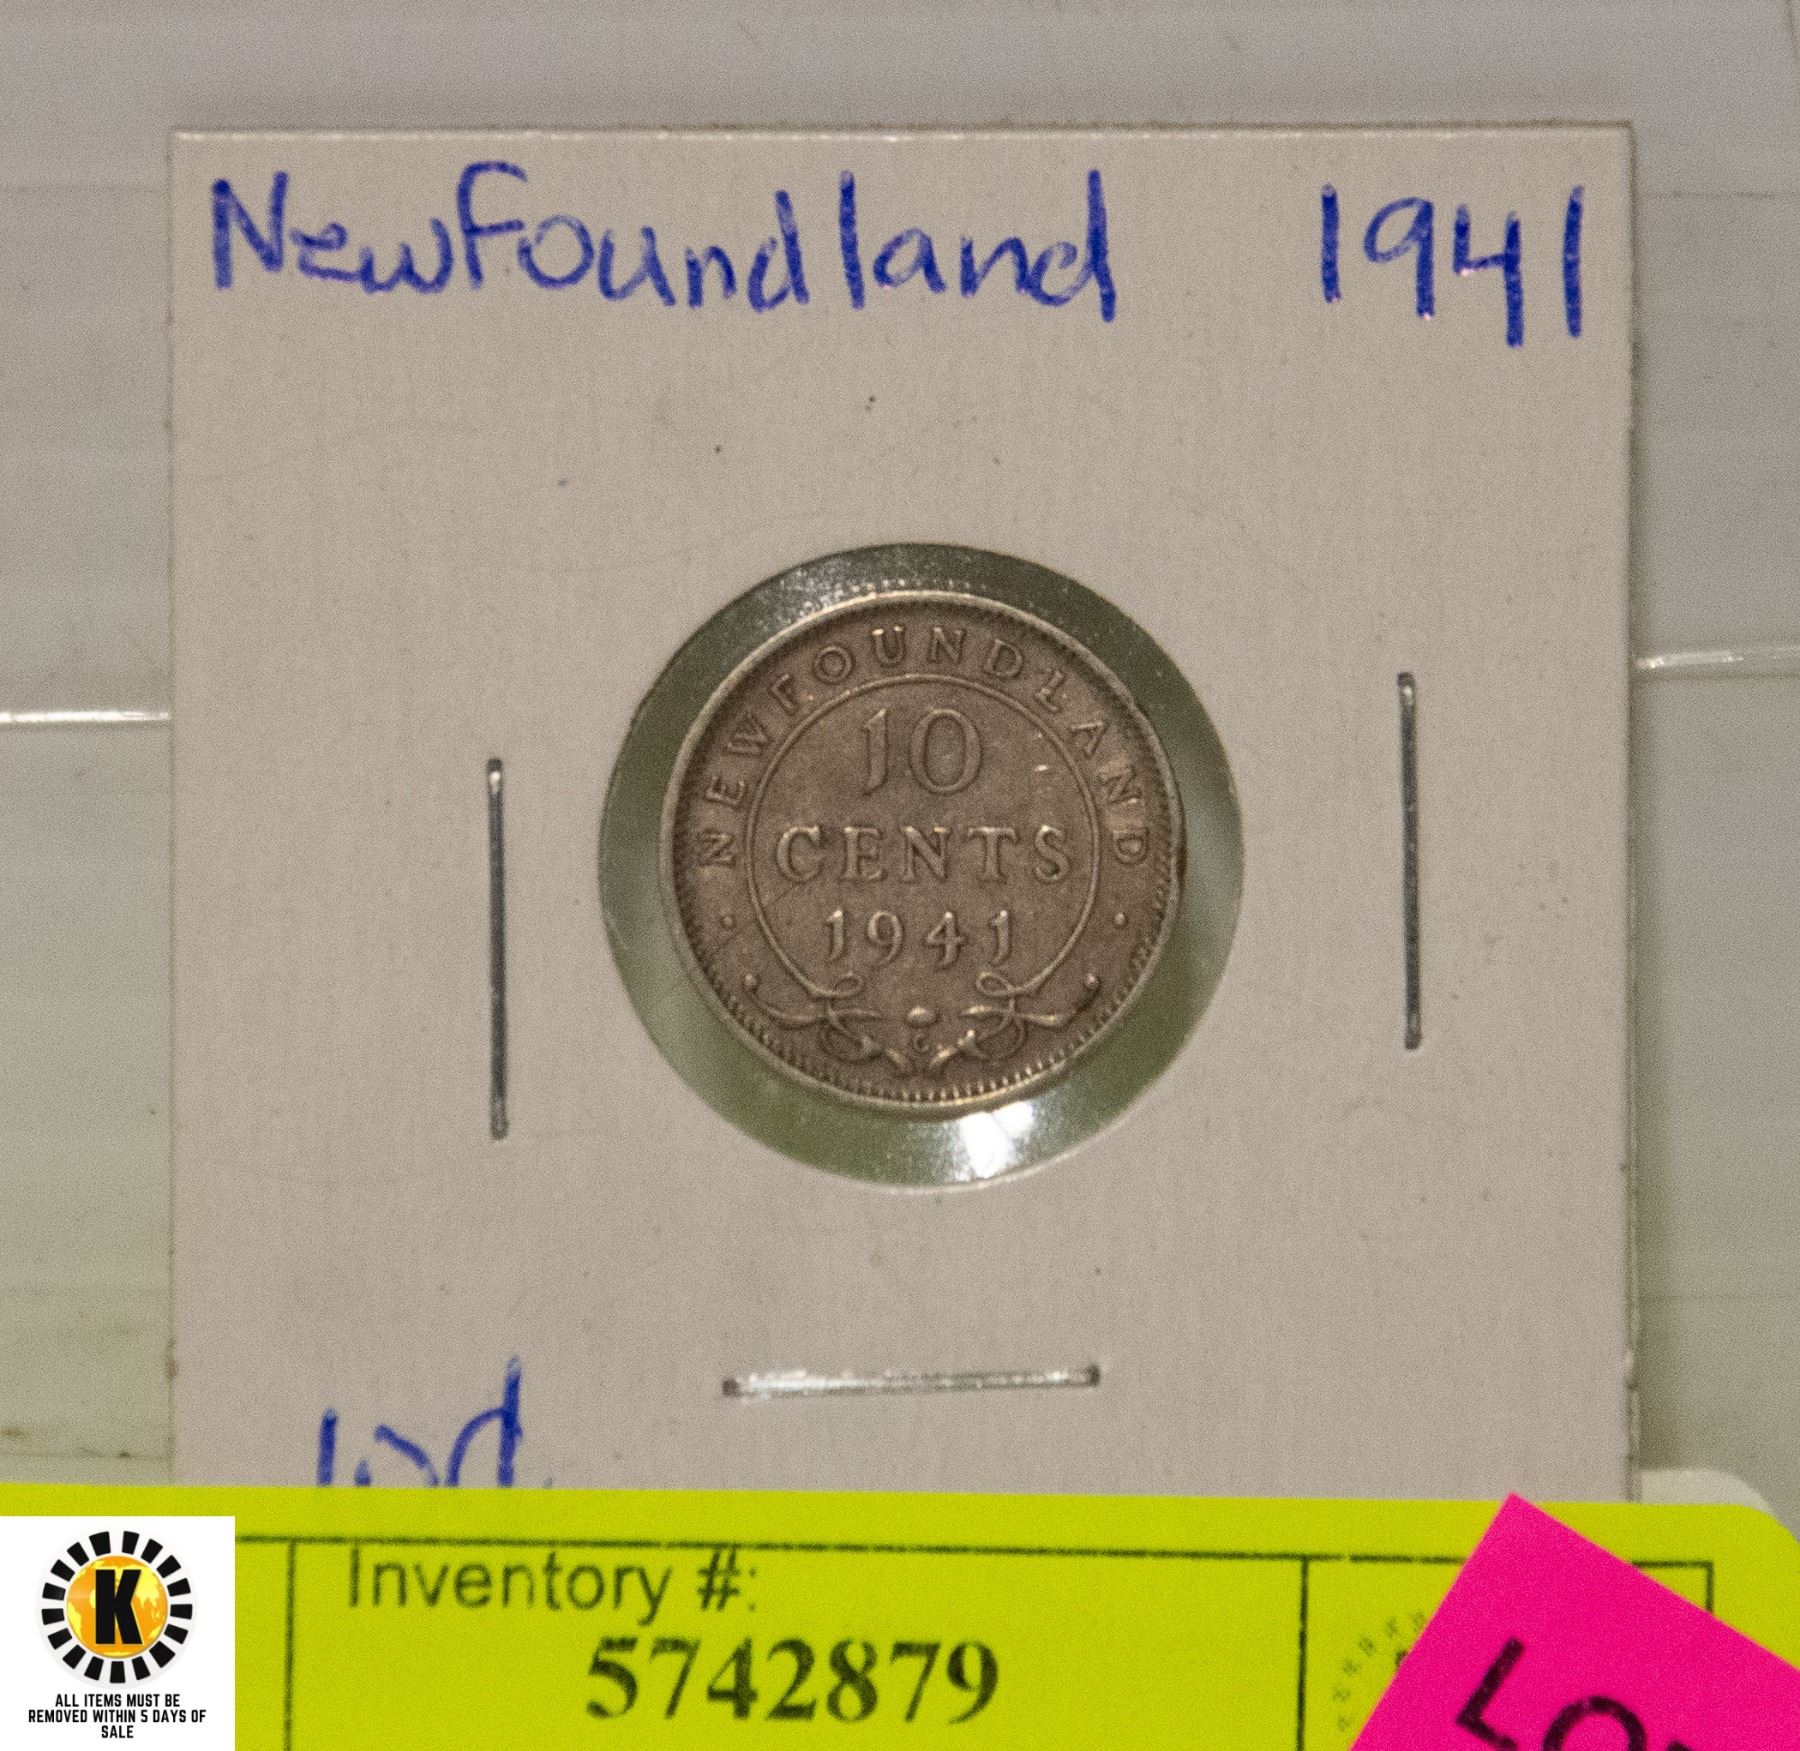 Newfoundland 1941
NEWFOUNDLAND
10
CENTS
1941
C
Inventory #:
5742879
K
ALL ITEMS MUST BE
REMOVED WITHIN 5 DAYS OF
SALE